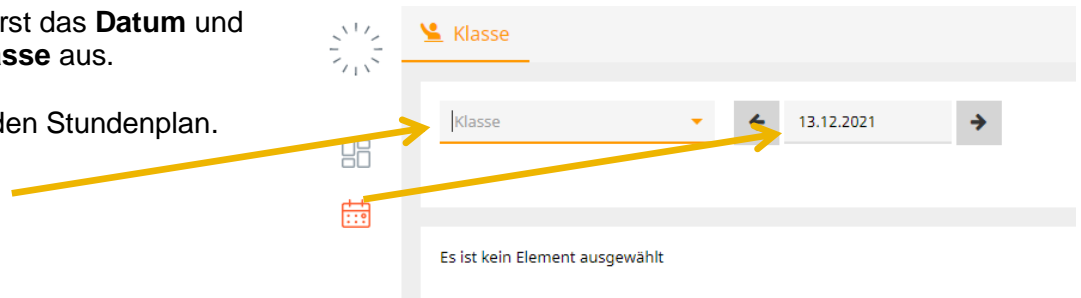 rst das Datum und
sse aus.
den Stundenplan.
Klasse
Klasse
13.12.2021
Es ist kein Element ausgewählt